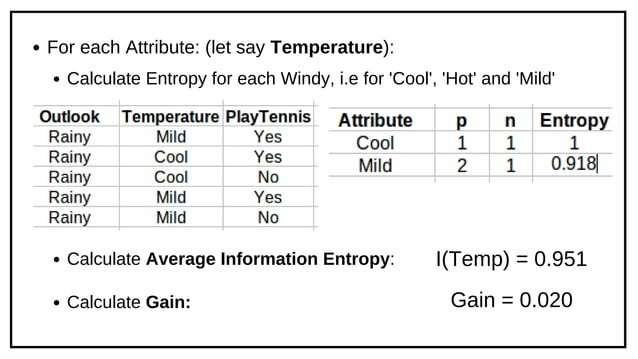 • For each Attribute: (let say Temperature):
• Calculate Entropy for each Windy, i.e for 'Cool', 'Hot' and 'Mild'
Outlook Temperature PlayTennis
Rainy Mild Yes
Rainy Cool Yes
Rainy Cool No
Rainy Mild Yes
Rainy Mild No
Attribute p n Entropy
Cool 1 1 1
Mild 2 1 0.918
• Calculate Average Information Entropy: I(Temp) = 0.951
• Calculate Gain: Gain = 0.020